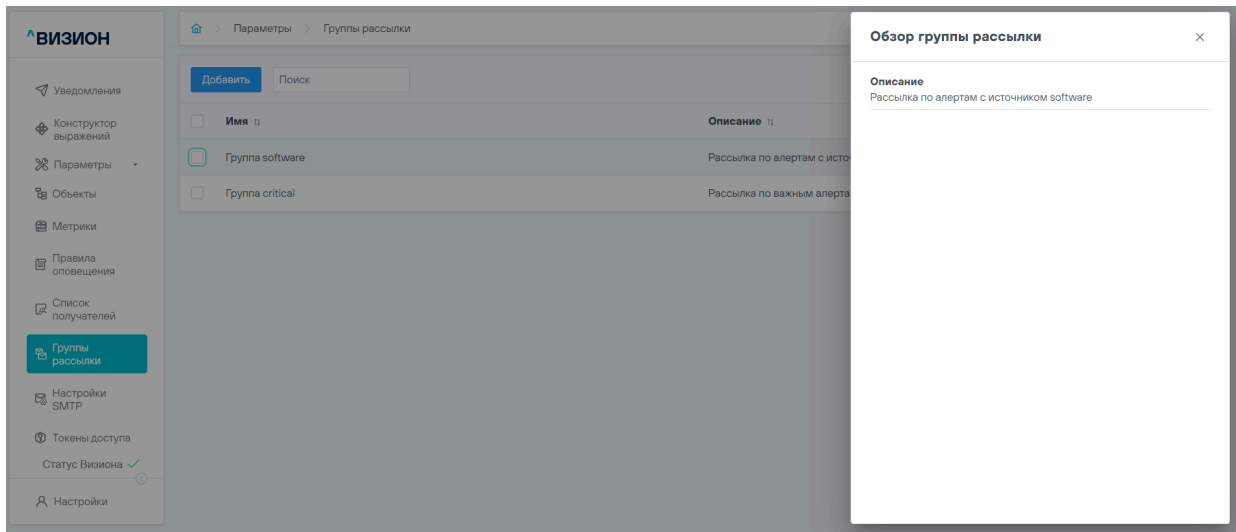 ^ВИЗИОН
Уведомления
Конструктор
выражений
Параметры
Объекты
Метрики
Правила
оповещения
Список
получателей
Группы
рассылки
Настройки
SMTP
Токены доступа
Статус Визиона
Настройки
Параметры > Группы рассылки
Добавить Поиск
Имя Описание
Группа software Рассылка по алертам с исто
Группа critical Рассылка по важным алерта
Обзор группы рассылки
Описание
Рассылка по алертам с источником software